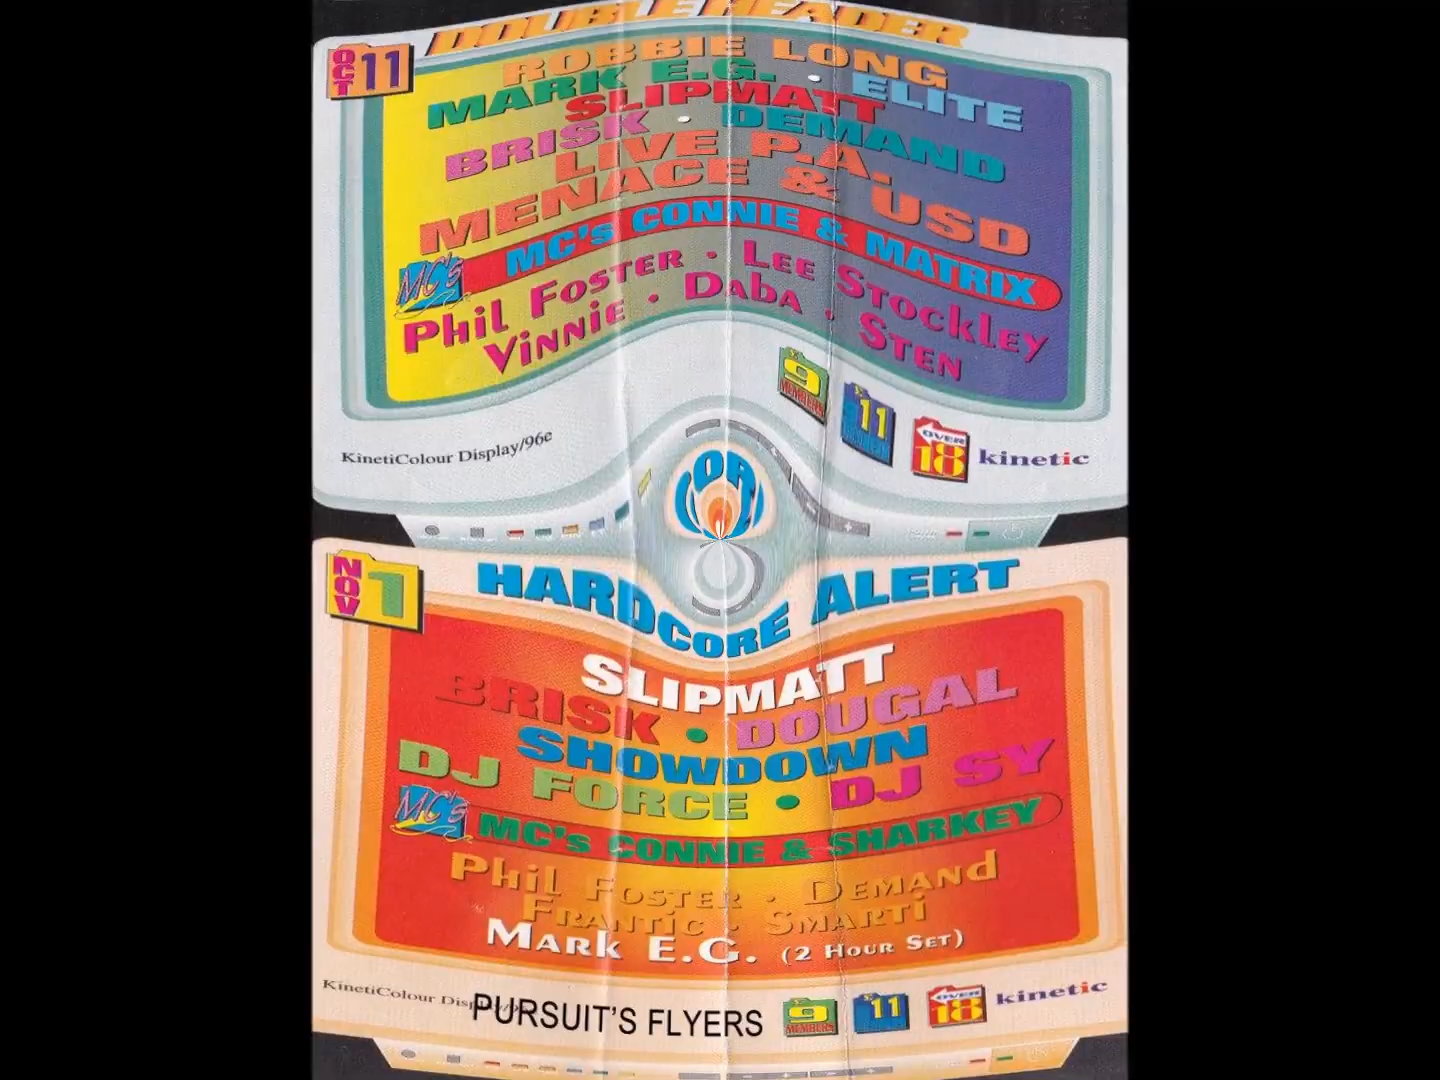 DOUBLE HEADER
OCT 11
ROBBIE LONG
MARK E.G. • ELITE
SLIPMATT
BRISK • DEMAND
LIVE P.A.
MENACE & USD
MC's MC's CONNIE & MATRIX
Phil Foster • Lee Stockley
Vinnie • Daba • Sten
£9 MEMBERS
£11
OVER 18
kinetic
KinetiColour Display/96e
NOV 1
HARDCORE ALERT
SLIPMATT
BRISK • DOUGAL
SHOWDOWN
DJ FORCE • DJ SY
MC's MC's CONNIE & SHARKEY
Phil Foster • Demand
Frantic • Smarti
Mark E.G. (2 Hour Set)
KinetiColour
PURSUIT'S FLYERS
£9 MEMBERS
£11
OVER 18
kinetic